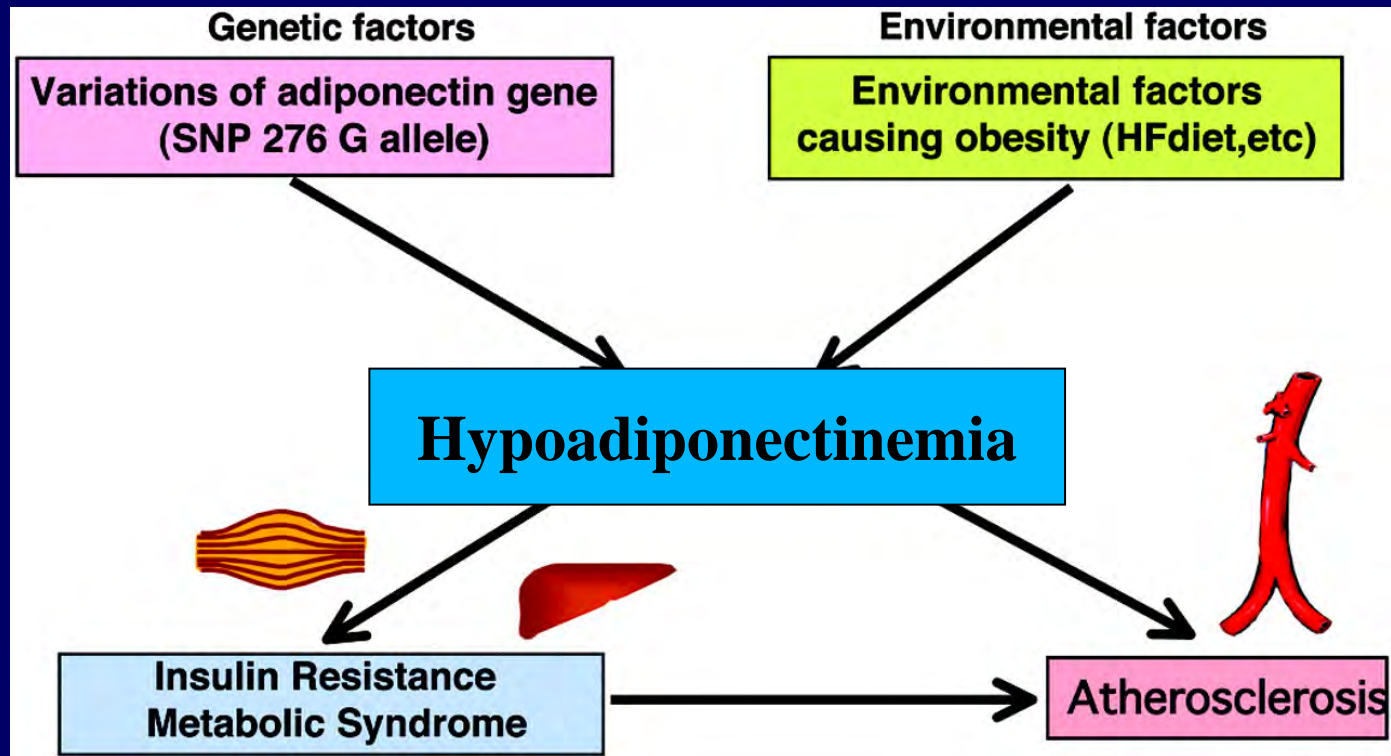 Genetic factors
Variations of adiponectin gene
(SNP 276 G allele)
Environmental factors
Environmental factors
causing obesity (HFdiet,etc)
Hypoadiponectinemia
Insulin Resistance
Metabolic Syndrome
Atherosclerosis